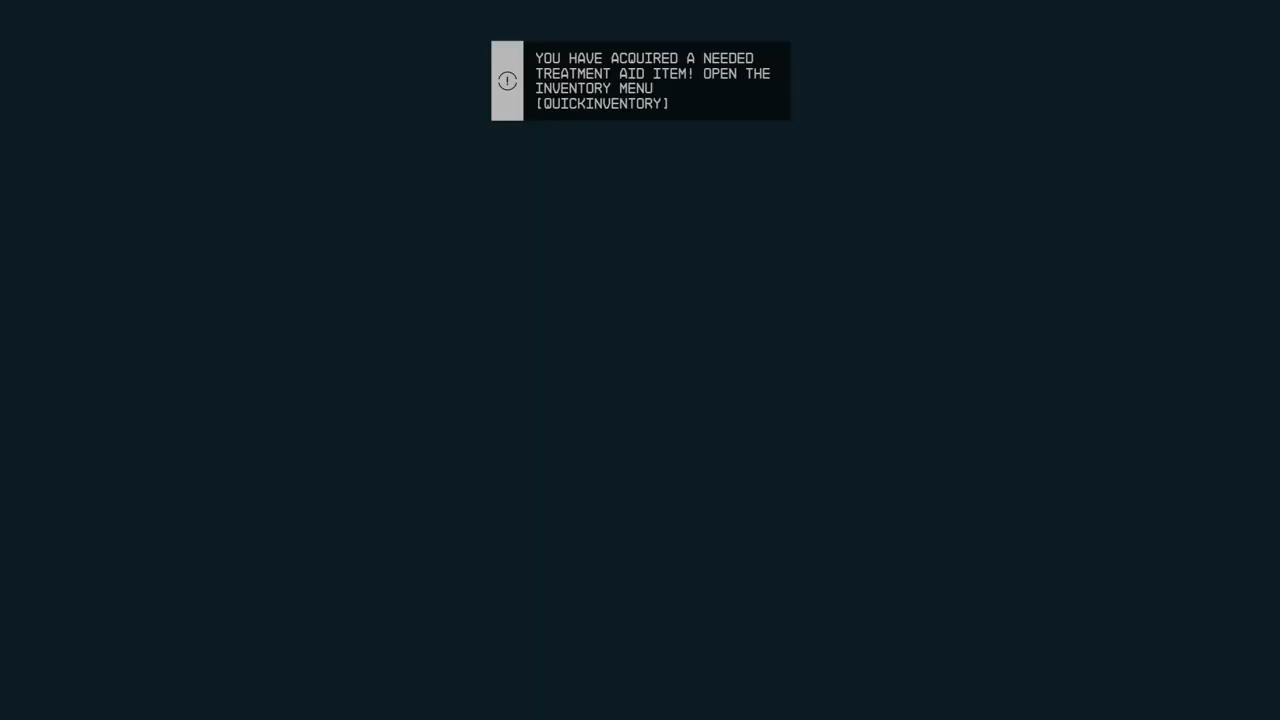 YOU HAVE ACQUIRED A NEEDED
TREATMENT AID ITEM! OPEN THE
INVENTORY MENU
[QUICKINVENTORY]